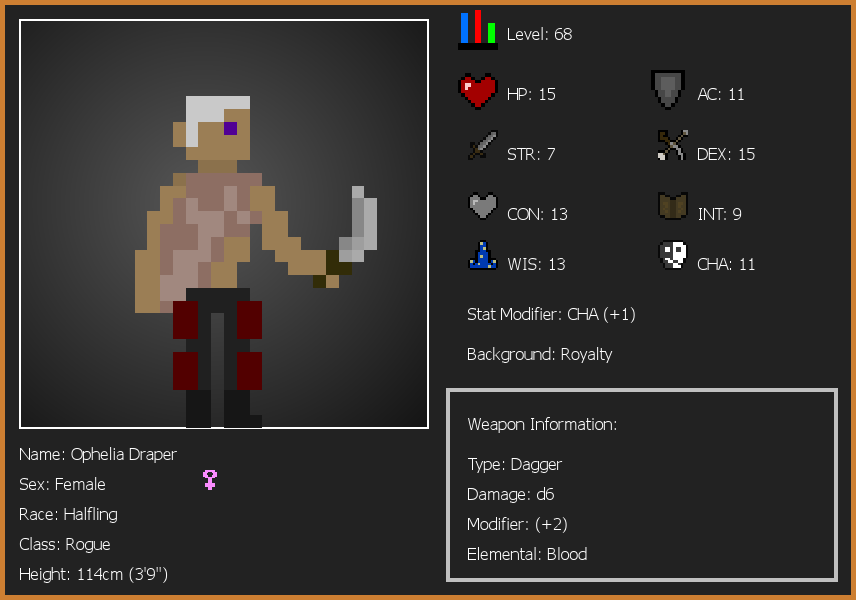 Level: 68
HP: 15
AC: 11
STR: 7
DEX: 15
CON: 13
INT: 9
WIS: 13
CHA: 11
Stat Modifier: CHA (+1)
Background: Royalty
Weapon Information:
Type: Dagger
Damage: d6
Modifier: (+2)
Elemental: Blood
Name: Ophelia Draper
Sex: Female
Race: Halfling
Class: Rogue
Height: 114cm (3'9")